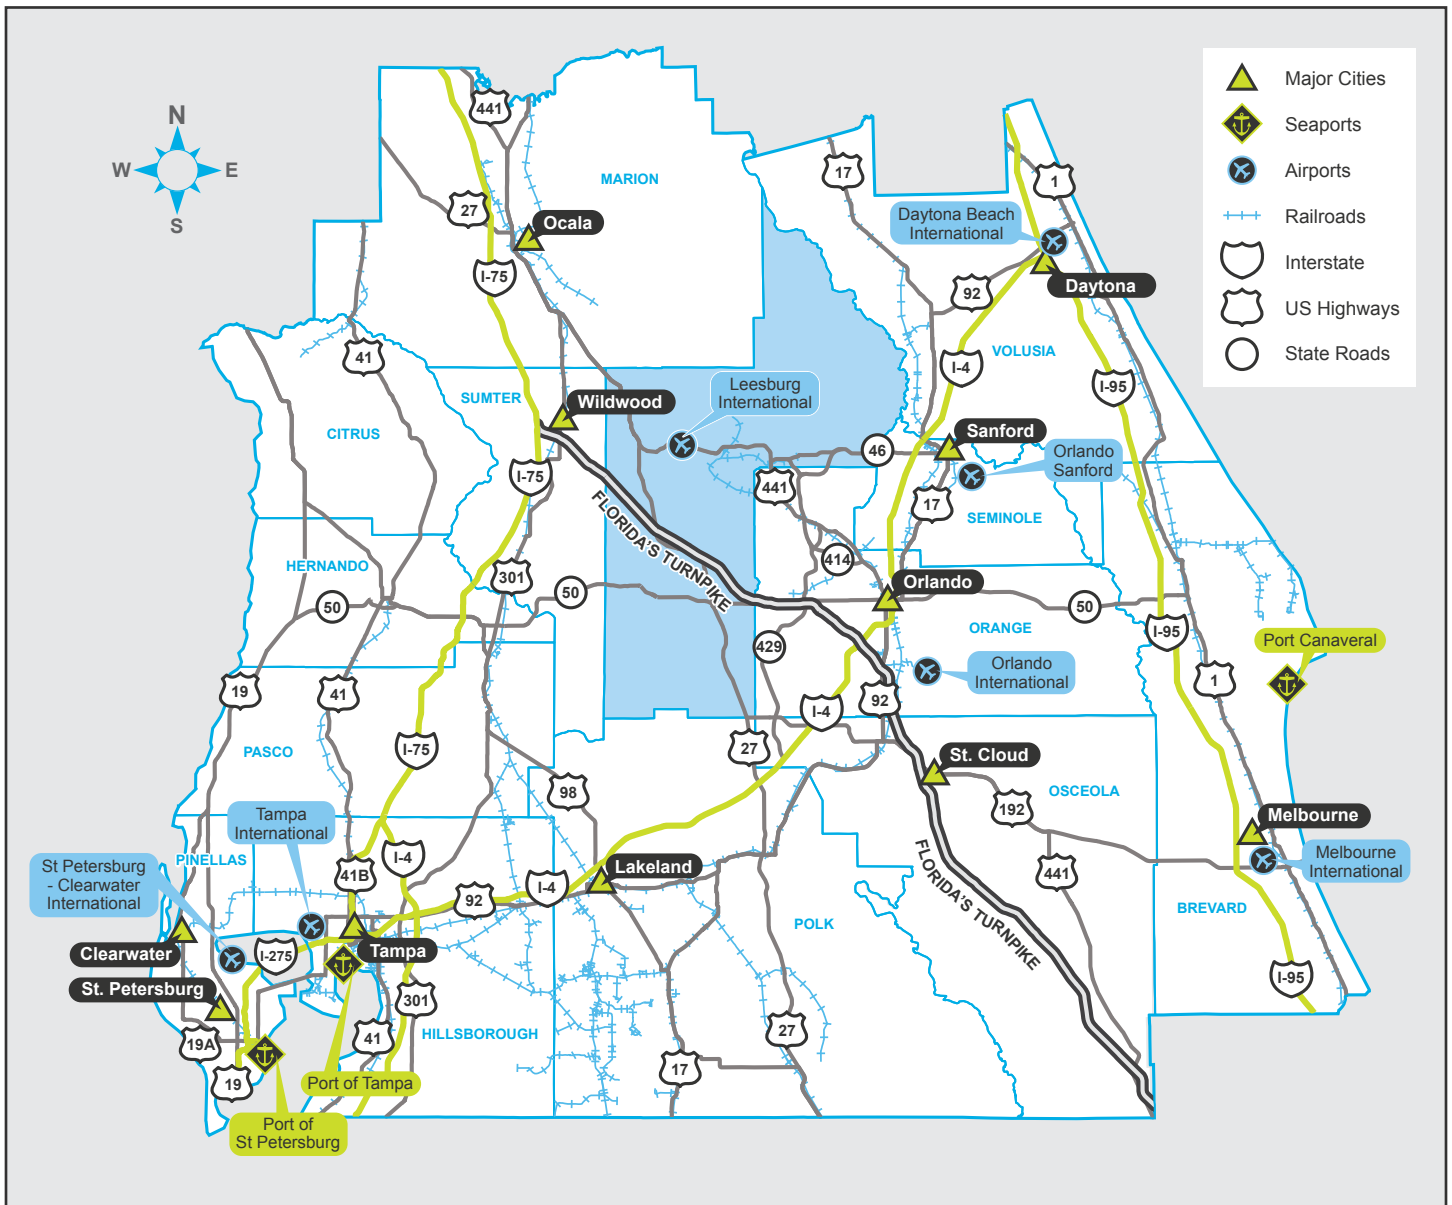 N
W
E
S
Major Cities
Seaports
Airports
Railroads
Interstate
US Highways
State Roads
441
MARION
17
1
27
Ocala
Daytona Beach
International
I-75
92
Daytona
41
VOLUSIA
I-4
I-95
SUMTER
Wildwood
Leesburg
International
CITRUS
Sanford
46
Orlando
Sanford
I-75
441
17
SEMINOLE
FLORIDA'S TURNPIKE
HERNANDO
301
414
Orlando
50
50
50
ORANGE
I-95
429
Port Canaveral
Orlando
International
19
41
92
1
I-4
PASCO
I-75
27
St. Cloud
98
192
OSCEOLA
Tampa
International
Melbourne
St Petersburg
- Clearwater
International
PINELLAS
I-4
41B
Lakeland
FLORIDA'S TURNPIKE
441
Melbourne
International
92
I-4
POLK
BREVARD
Clearwater
I-275
Tampa
I-95
St. Petersburg
301
HILLSBOROUGH
19A
41
27
17
19
Port of Tampa
Port of
St Petersburg